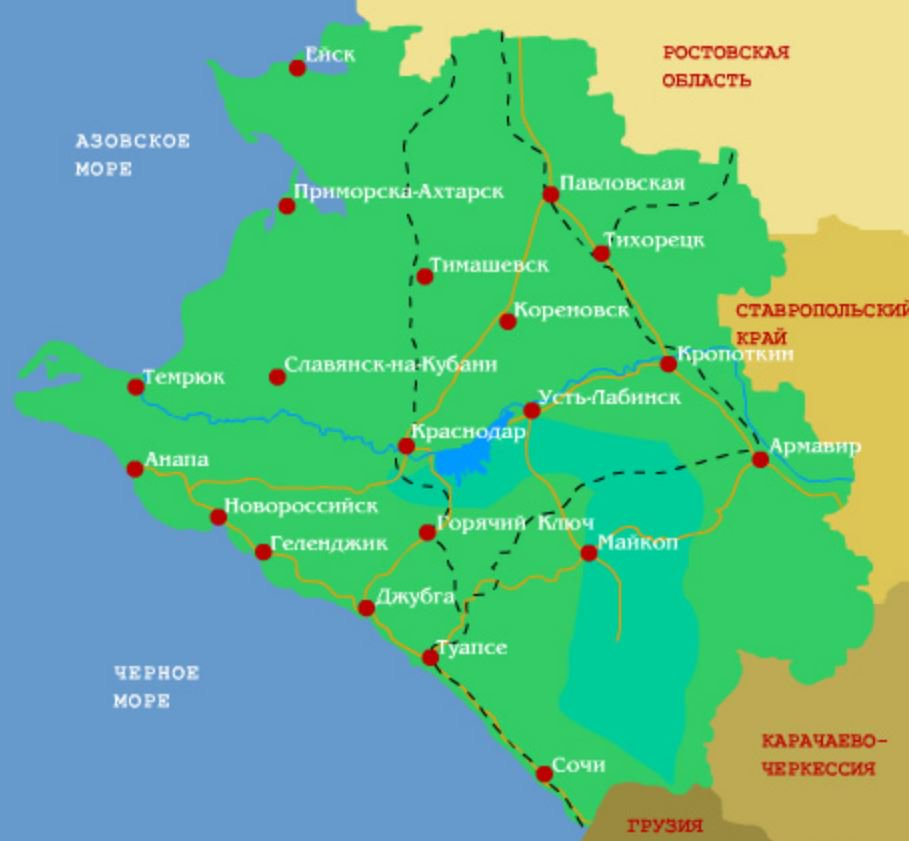 Ейск
РОСТОВСКАЯ
ОБЛАСТЬ
АЗОВСКОЕ
МОРЕ
Приморска-Ахтарск
Павловская
Тихорецк
Тимашевск
Кореновск
СТАВРОПОЛЬСКИЙ
КРАЙ
Кропоткин
Славянск-на-Кубани
Темрюк
Усть-Лабинск
Краснодар
Армавир
Анапа
Новороссийск
Горячий Ключ
Геленджик
Майкоп
Джубга
Туапсе
ЧЕРНОЕ
МОРЕ
КАРАЧАЕВО-
ЧЕРКЕССИЯ
Сочи
ГРУЗИЯ